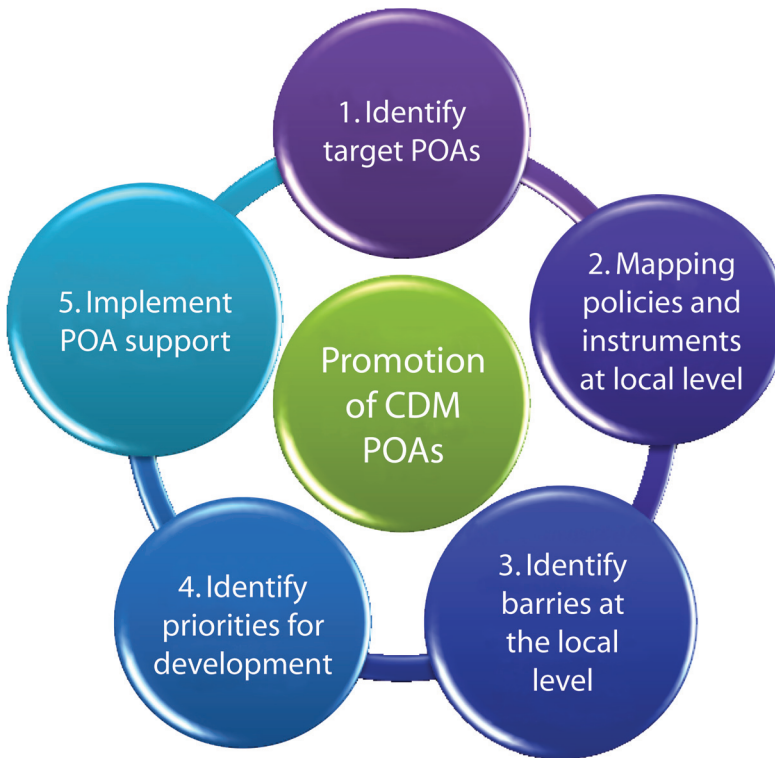 1. Identify
target POAs
2. Mapping
policies and
instruments
at local level
3. Identify
barries at
the local
level
4. Identify
priorities for
development
5. Implement
POA support
Promotion
of CDM
POAs